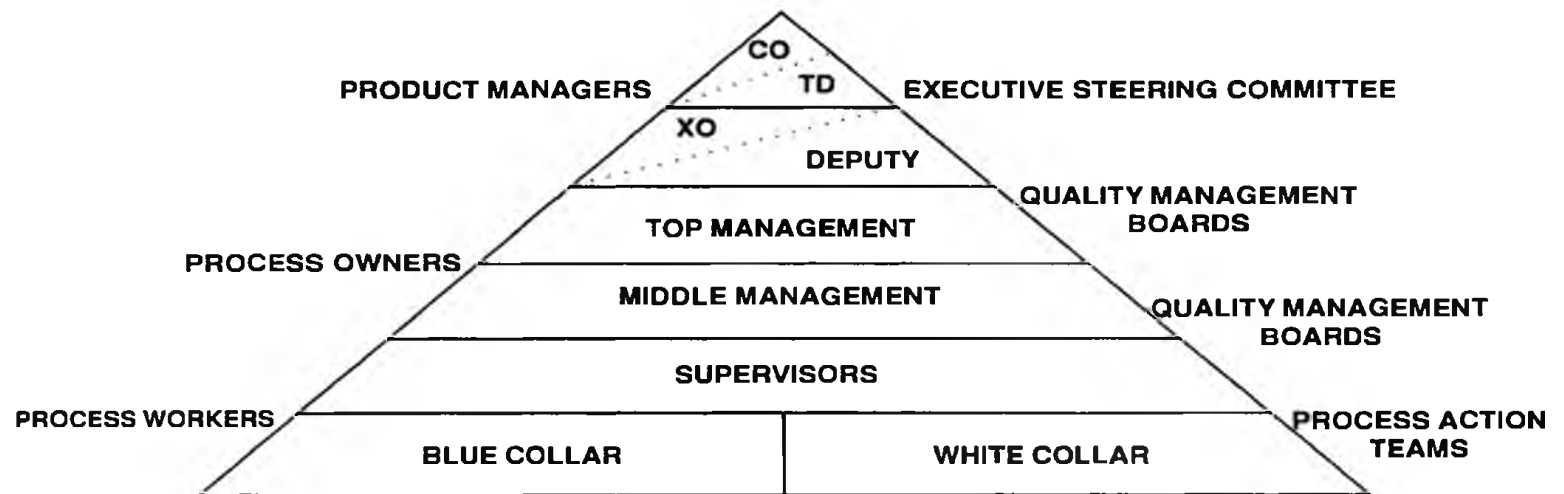 CO
PRODUCT MANAGERS
TD
EXECUTIVE STEERING COMMITTEE
XO
DEPUTY
QUALITY MANAGEMENT
BOARDS
TOP MANAGEMENT
PROCESS OWNERS
MIDDLE MANAGEMENT
QUALITY MANAGEMENT
BOARDS
SUPERVISORS
PROCESS WORKERS
PROCESS ACTION
TEAMS
BLUE COLLAR
WHITE COLLAR